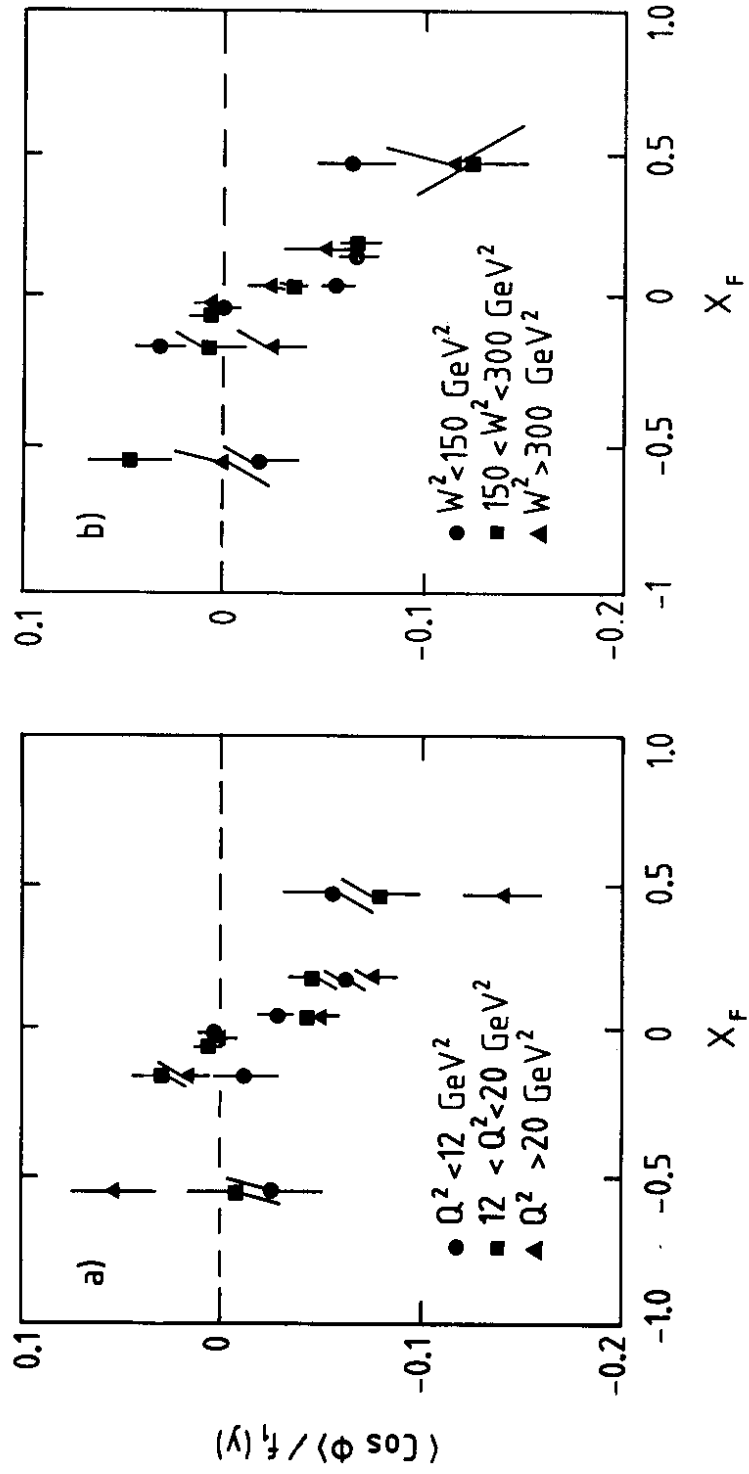 ⟨Cos Φ⟩ / f₁(y)
a)
0.1
0
-0.1
-0.2
● Q² <12 GeV²
■ 12 < Q² <20 GeV²
▲ Q² >20 GeV²
-1.0
-0.5
0
0.5
1.0
X_F
b)
0.1
0
-0.1
-0.2
● W² <150 GeV²
■ 150 < W² <300 GeV²
▲ W² >300 GeV²
-1
-0.5
0
0.5
1.0
X_F